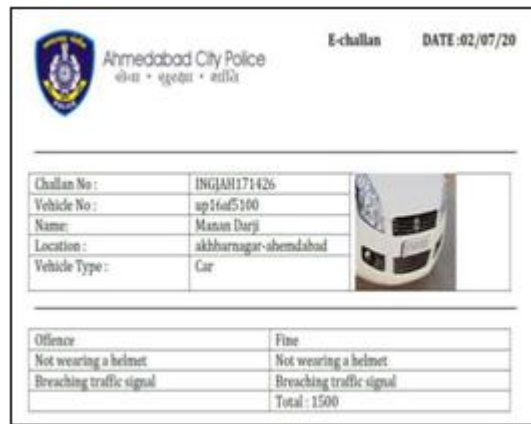 E-challan DATE :02/07/20
Ahmedabad City Police
સેવા • સુરક્ષા • શાંતિ
Challan No : INGJAH171426
Vehicle No : up16af5100
Name: Manan Darji
Location : akhbarnagar-ahemdabad
Vehicle Type : Car
Offence Fine
Not wearing a helmet Not wearing a helmet
Breaching traffic signal Breaching traffic signal
Total : 1500